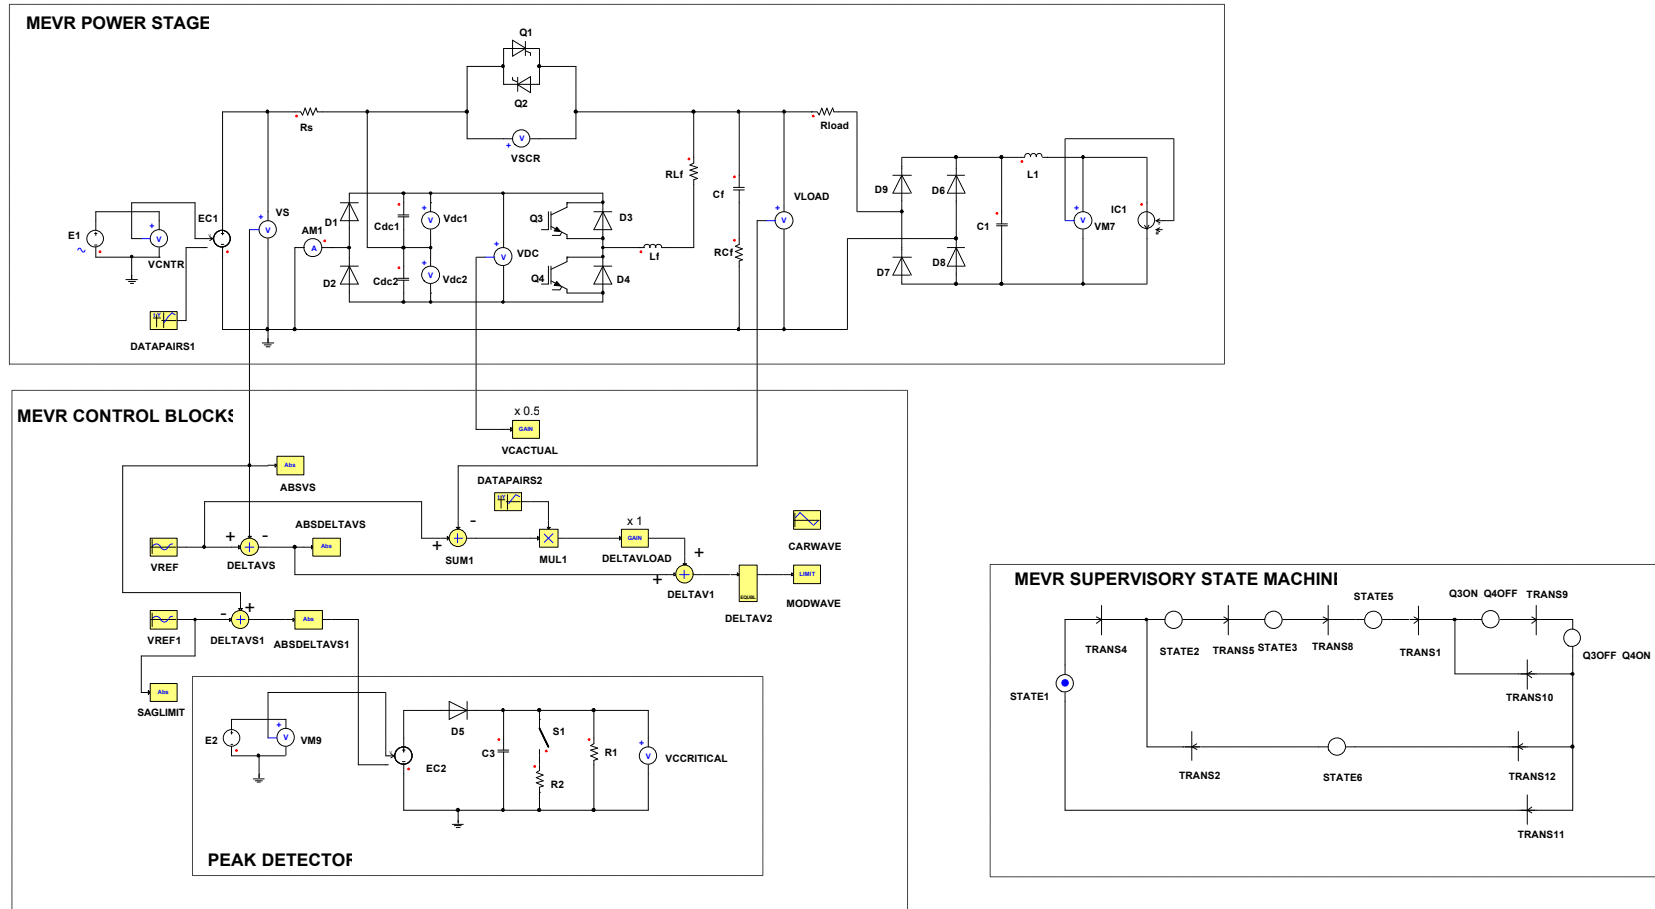 MEVR POWER STAGE
Q1
Q2
Rs
VSCR
Rload
RLf
Cf
VLOAD
D9
D6
L1
C1
VM7
IC1
D7
D8
E1
VCNTR
EC1
VS
AM1
D1
D2
Cdc1
Cdc2
Vdc1
Vdc2
VDC
Q3
D3
Q4
D4
Lf
RCf
DATAPAIRS1
MEVR CONTROL BLOCKS
x 0.5
GAIN
VCACTUAL
Abs
ABSVS
DATAPAIRS2
ABSDELTAVS
Abs
VREF
DELTAVS
SUM1
MUL1
x 1
GAIN
DELTAVLOAD
CARWAVE
DELTAV1
EQUBL
DELTAV2
LIMIT
MODWAVE
VREF1
DELTAVS1
Abs
ABSDELTAVS1
Abs
SAGLIMIT
E2
VM9
D5
EC2
C3
S1
R2
R1
VCCRITICAL
PEAK DETECTOR
MEVR SUPERVISORY STATE MACHINE
STATE1
TRANS4
STATE2
TRANS5
STATE3
TRANS8
STATE5
TRANS1
Q3ON_Q4OFF
TRANS9
Q3OFF_Q4ON
TRANS10
TRANS2
STATE6
TRANS12
TRANS11